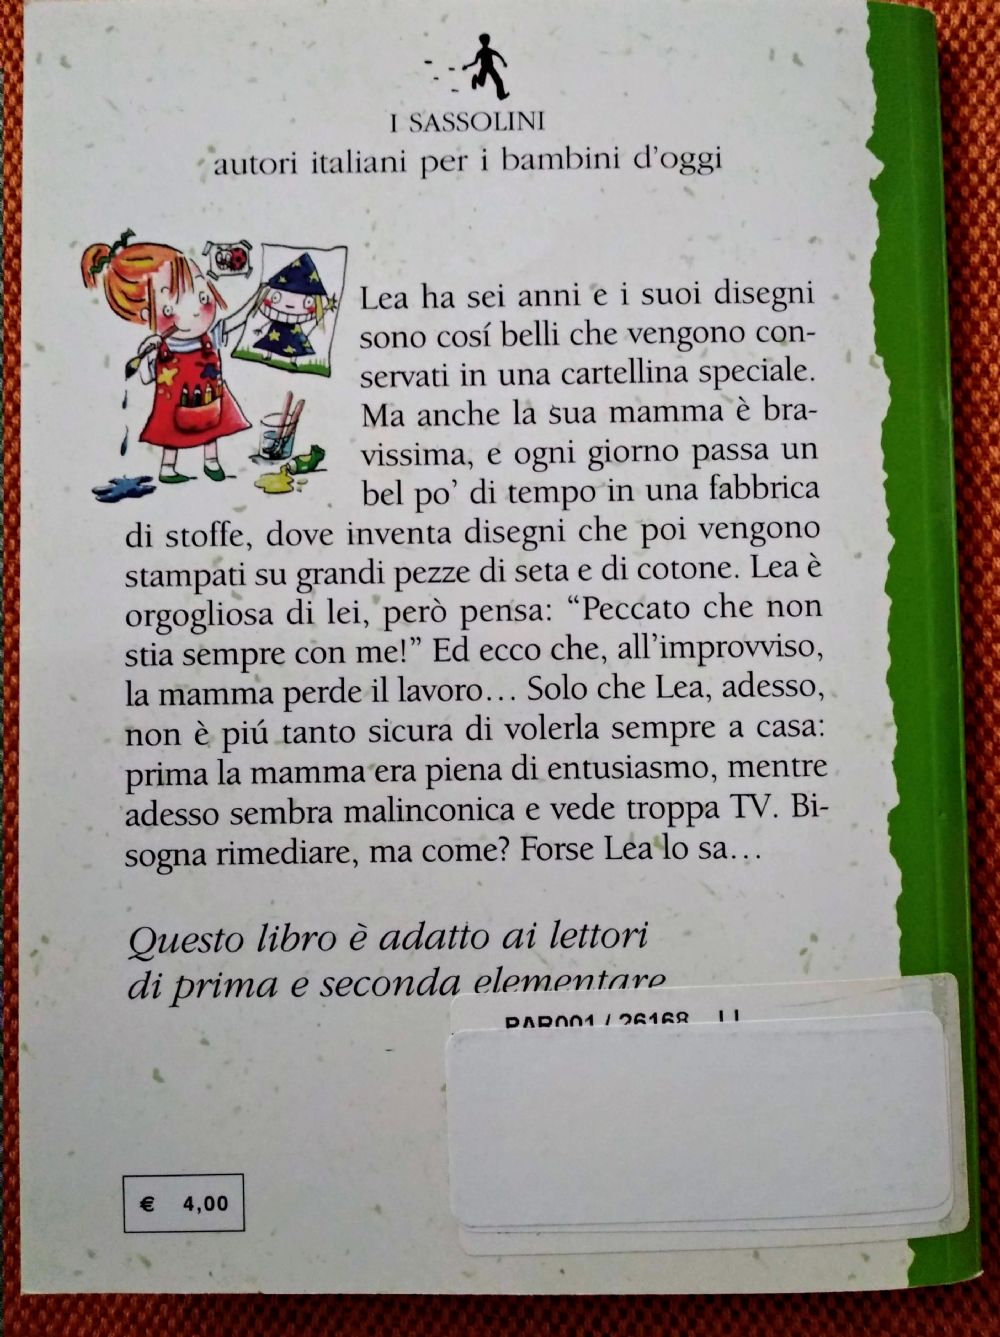 I SASSOLINI
autori italiani per i bambini d'oggi
Lea ha sei anni e i suoi disegni
sono cosí belli che vengono con-
servati in una cartellina speciale.
Ma anche la sua mamma è bra-
vissima, e ogni giorno passa un
bel po' di tempo in una fabbrica
di stoffe, dove inventa disegni che poi vengono
stampati su grandi pezze di seta e di cotone. Lea è
orgogliosa di lei, però pensa: “Peccato che non
stia sempre con me!” Ed ecco che, all'improvviso,
la mamma perde il lavoro… Solo che Lea, adesso,
non è piú tanto sicura di volerla sempre a casa:
prima la mamma era piena di entusiasmo, mentre
adesso sembra malinconica e vede troppa TV. Bi-
sogna rimediare, ma come? Forse Lea lo sa…
Questo libro è adatto ai lettori
di prima e seconda elementare
PAR001 / 26168
€ 4,00